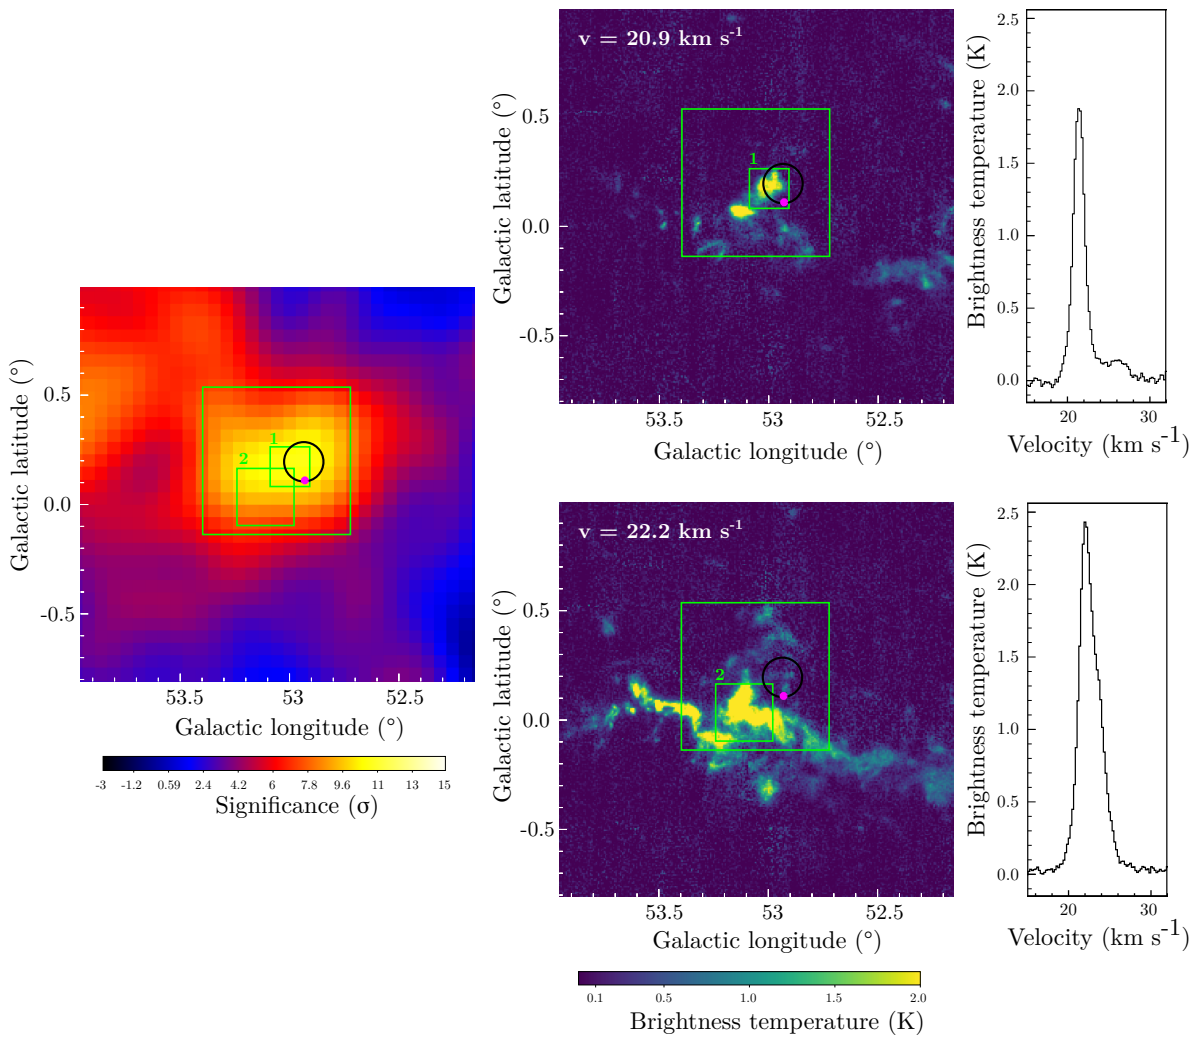 v = 20.9 km s-1
Galactic latitude (°)
0.5
0.0
-0.5
1
53.5
53
52.5
Galactic longitude (°)
Brightness temperature (K)
2.5
2.0
1.5
1.0
0.5
0.0
20
30
Velocity (km s-1)
Galactic latitude (°)
0.5
0.0
-0.5
1
2
53.5
53
52.5
Galactic longitude (°)
-3 -1.2 0.59 2.4 4.2 6 7.8 9.6 11 13 15
Significance (σ)
v = 22.2 km s-1
Galactic latitude (°)
0.5
0.0
-0.5
2
53.5
53
52.5
Galactic longitude (°)
Brightness temperature (K)
2.5
2.0
1.5
1.0
0.5
0.0
20
30
Velocity (km s-1)
0.1 0.5 1.0 1.5 2.0
Brightness temperature (K)